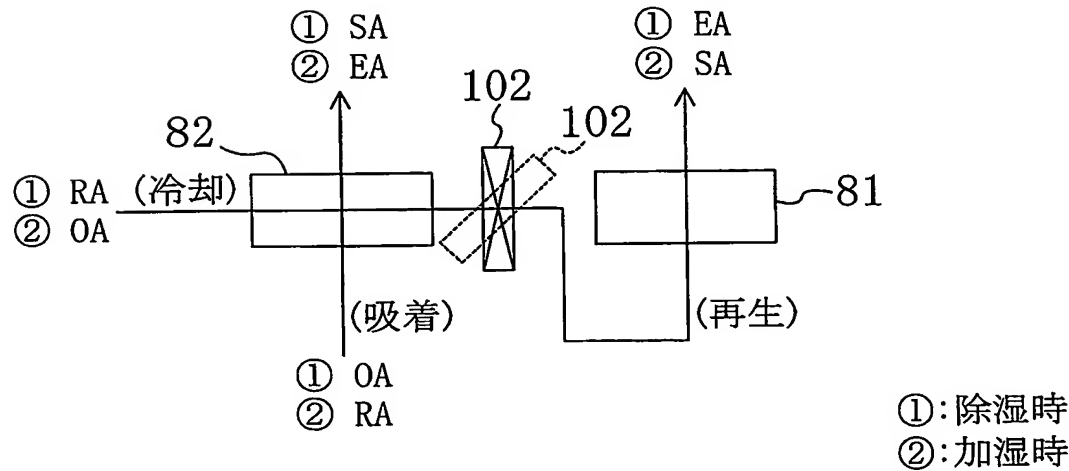 ① SA
② EA
① EA
② SA
102
102
82
① RA (冷却)
② OA
81
(吸着)
(再生)
① OA
② RA
①:除湿時
②:加湿時